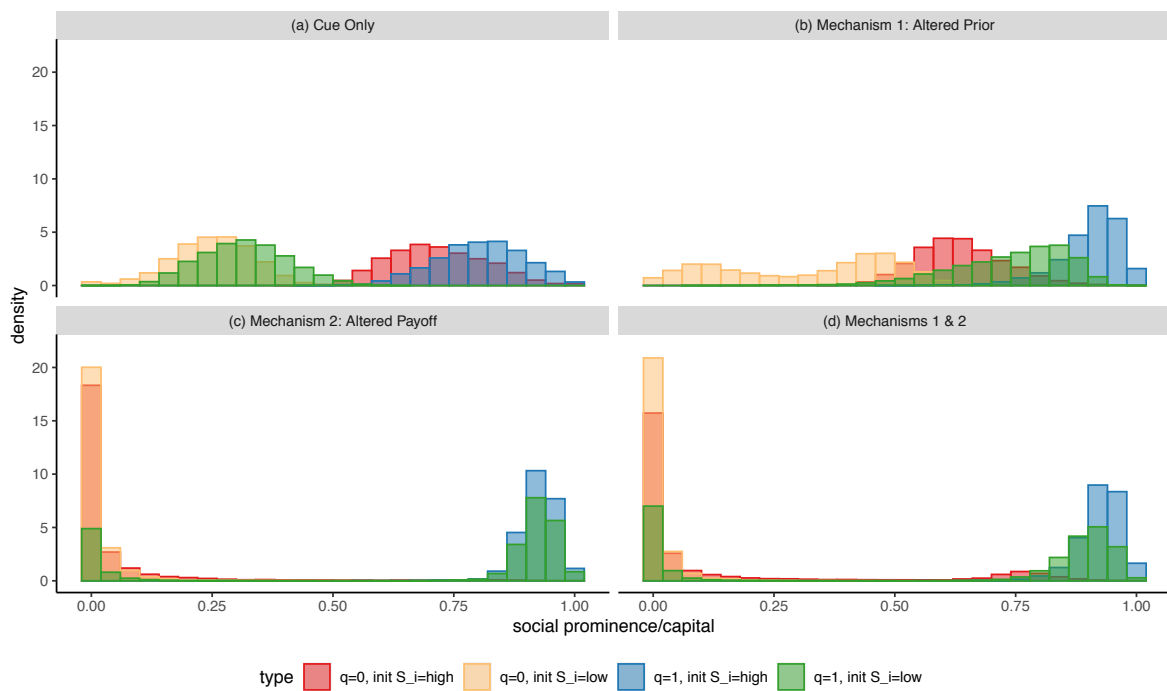 (a) Cue Only
(b) Mechanism 1: Altered Prior
20
15
10
5
0
density
(c) Mechanism 2: Altered Payoff
(d) Mechanisms 1 & 2
20
15
10
5
0
0.00 0.25 0.50 0.75 1.00
0.00 0.25 0.50 0.75 1.00
social prominence/capital
type q=0, init S_i=high q=0, init S_i=low q=1, init S_i=high q=1, init S_i=low